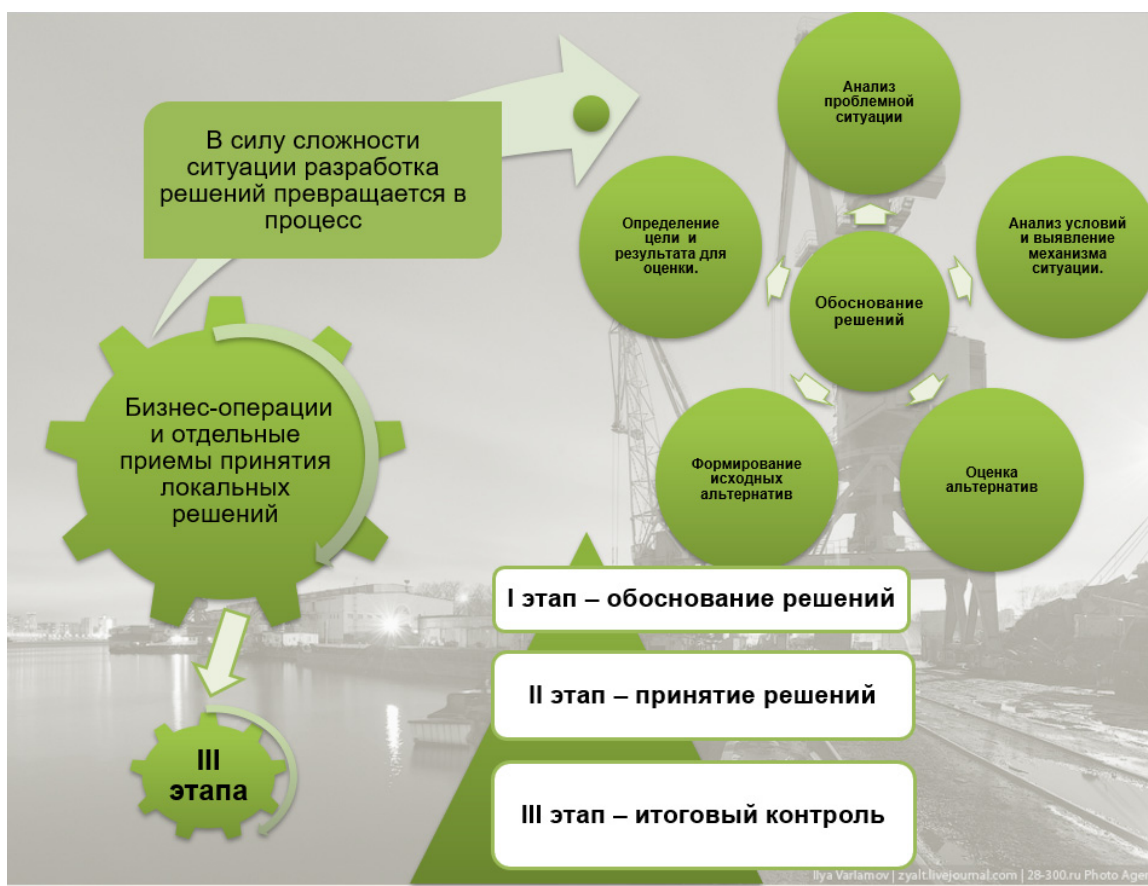 В силу сложности
ситуации разработка
решений превращается в
процесс
Бизнес-операции
и отдельные
приемы принятия
локальных
решений
III
этапа
Анализ
проблемной
ситуации
Определение
цели и
результата для
оценки.
Анализ условий
и выявление
механизма
ситуации.
Обоснование
решений
Формирование
исходных
альтернатив
Оценка
альтернатив
I этап – обоснование решений
II этап – принятие решений
III этап – итоговый контроль
Ilya Varlamov | zyalt.livejournal.com | 28-300.ru Photo Age